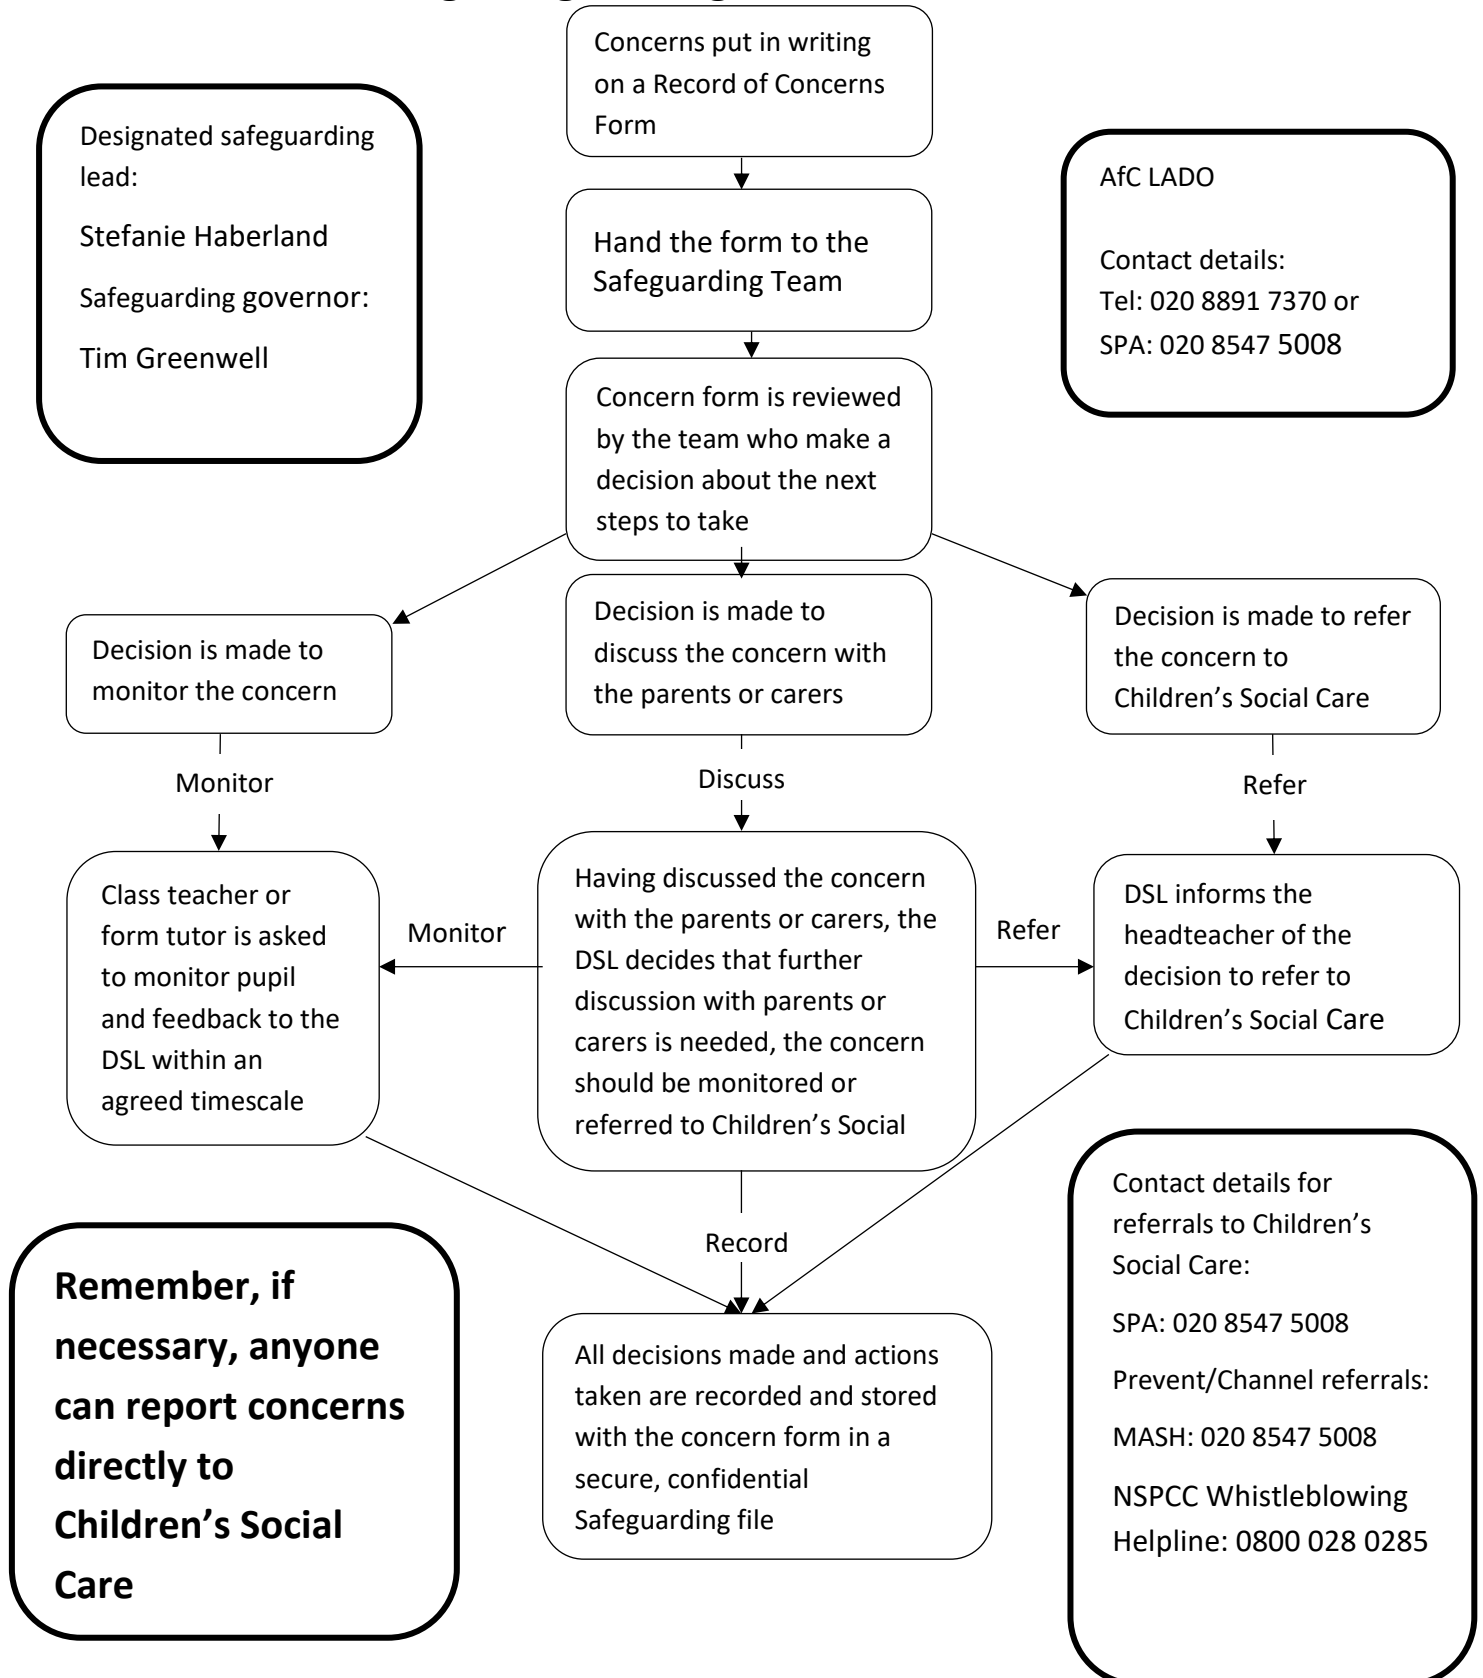 Concerns put in writing
on a Record of Concerns
Form
Designated safeguarding
lead:
Stefanie Haberland
Safeguarding governor:
Tim Greenwell
AfC LADO
Contact details:
Tel: 020 8891 7370 or
SPA: 020 8547 5008
Hand the form to the
Safeguarding Team
Concern form is reviewed
by the team who make a
decision about the next
steps to take
Decision is made to
monitor the concern
Decision is made to
discuss the concern with
the parents or carers
Decision is made to refer
the concern to
Children’s Social Care
Monitor
Discuss
Refer
Class teacher or
form tutor is asked
to monitor pupil
and feedback to the
DSL within an
agreed timescale
Monitor
Having discussed the concern
with the parents or carers, the
DSL decides that further
discussion with parents or
carers is needed, the concern
should be monitored or
referred to Children’s Social
Refer
DSL informs the
headteacher of the
decision to refer to
Children’s Social Care
Record
Remember, if
necessary, anyone
can report concerns
directly to
Children’s Social
Care
All decisions made and actions
taken are recorded and stored
with the concern form in a
secure, confidential
Safeguarding file
Contact details for
referrals to Children’s
Social Care:
SPA: 020 8547 5008
Prevent/Channel referrals:
MASH: 020 8547 5008
NSPCC Whistleblowing
Helpline: 0800 028 0285